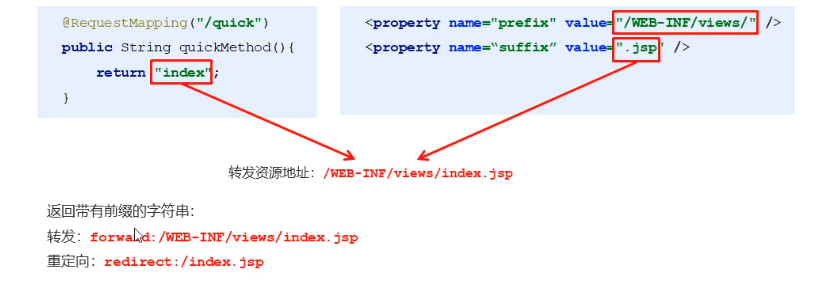 @RequestMapping("/quick")
public String quickMethod(){
return "index";
}
<property name="prefix" value="/WEB-INF/views/" />
<property name=“suffix” value=".jsp" />
转发资源地址：/WEB-INF/views/index.jsp
返回带有前缀的字符串：
转发：forward:/WEB-INF/views/index.jsp
重定向：redirect:/index.jsp